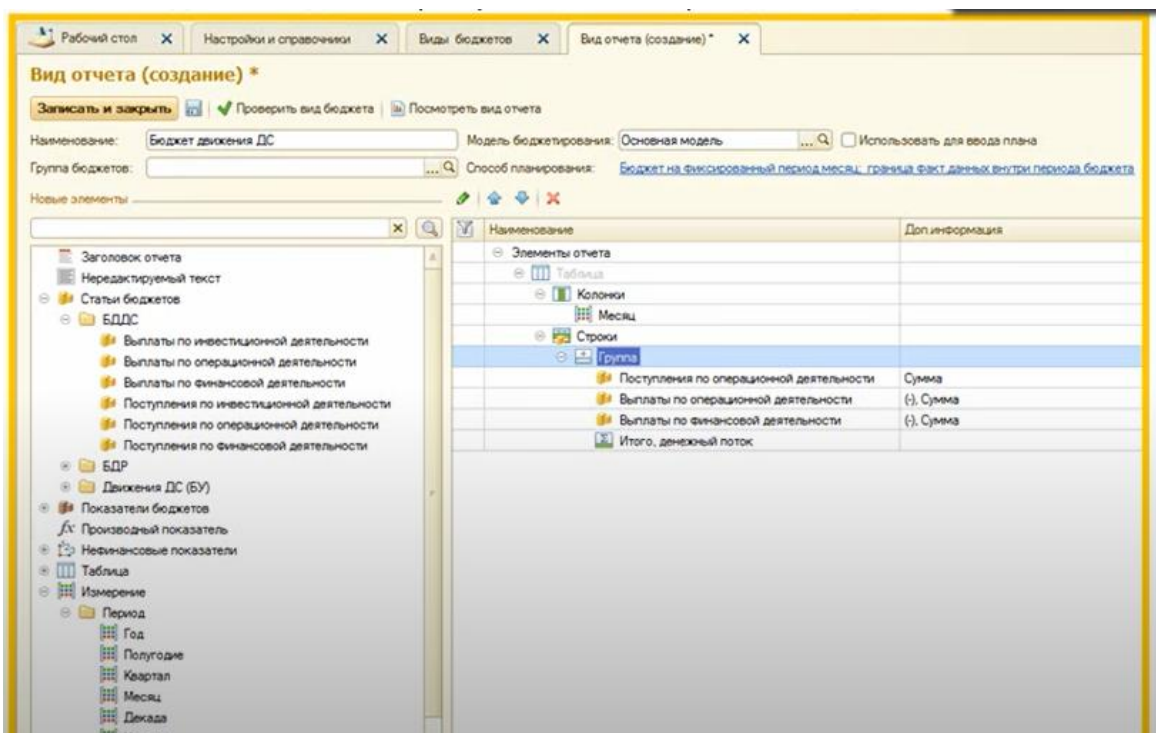 Рабочий стол
Настройки и справочники
Виды бюджетов
Вид отчета (создание) *
Вид отчета (создание) *
Записать и закрыть
Проверить вид бюджета
Посмотреть вид отчета
Наименование: Бюджет движения ДС
Модель бюджетирования: Основная модель ...
Использовать для ввода плана
Группа бюджетов: ...
Способ планирования: Бюджет на фиксированный период месяц; граница факт.данных внутри периода бюджета
Новые элементы
Заголовок отчета
Нередактируемый текст
Статьи бюджетов
БДДС
Выплаты по инвестиционной деятельности
Выплаты по операционной деятельности
Выплаты по финансовой деятельности
Поступления по инвестиционной деятельности
Поступления по операционной деятельности
Поступления по финансовой деятельности
БДР
Движения ДС (БУ)
Показатели бюджетов
fx Производный показатель
Нефинансовые показатели
Таблица
Измерение
Период
Год
Полугодие
Квартал
Месяц
Декада
Наименование Доп.информация
Элементы отчета
Таблица
Колонки
Месяц
Строки
Группа
Поступления по операционной деятельности Сумма
Выплаты по операционной деятельности (-), Сумма
Выплаты по финансовой деятельности (-), Сумма
Итого, денежный поток